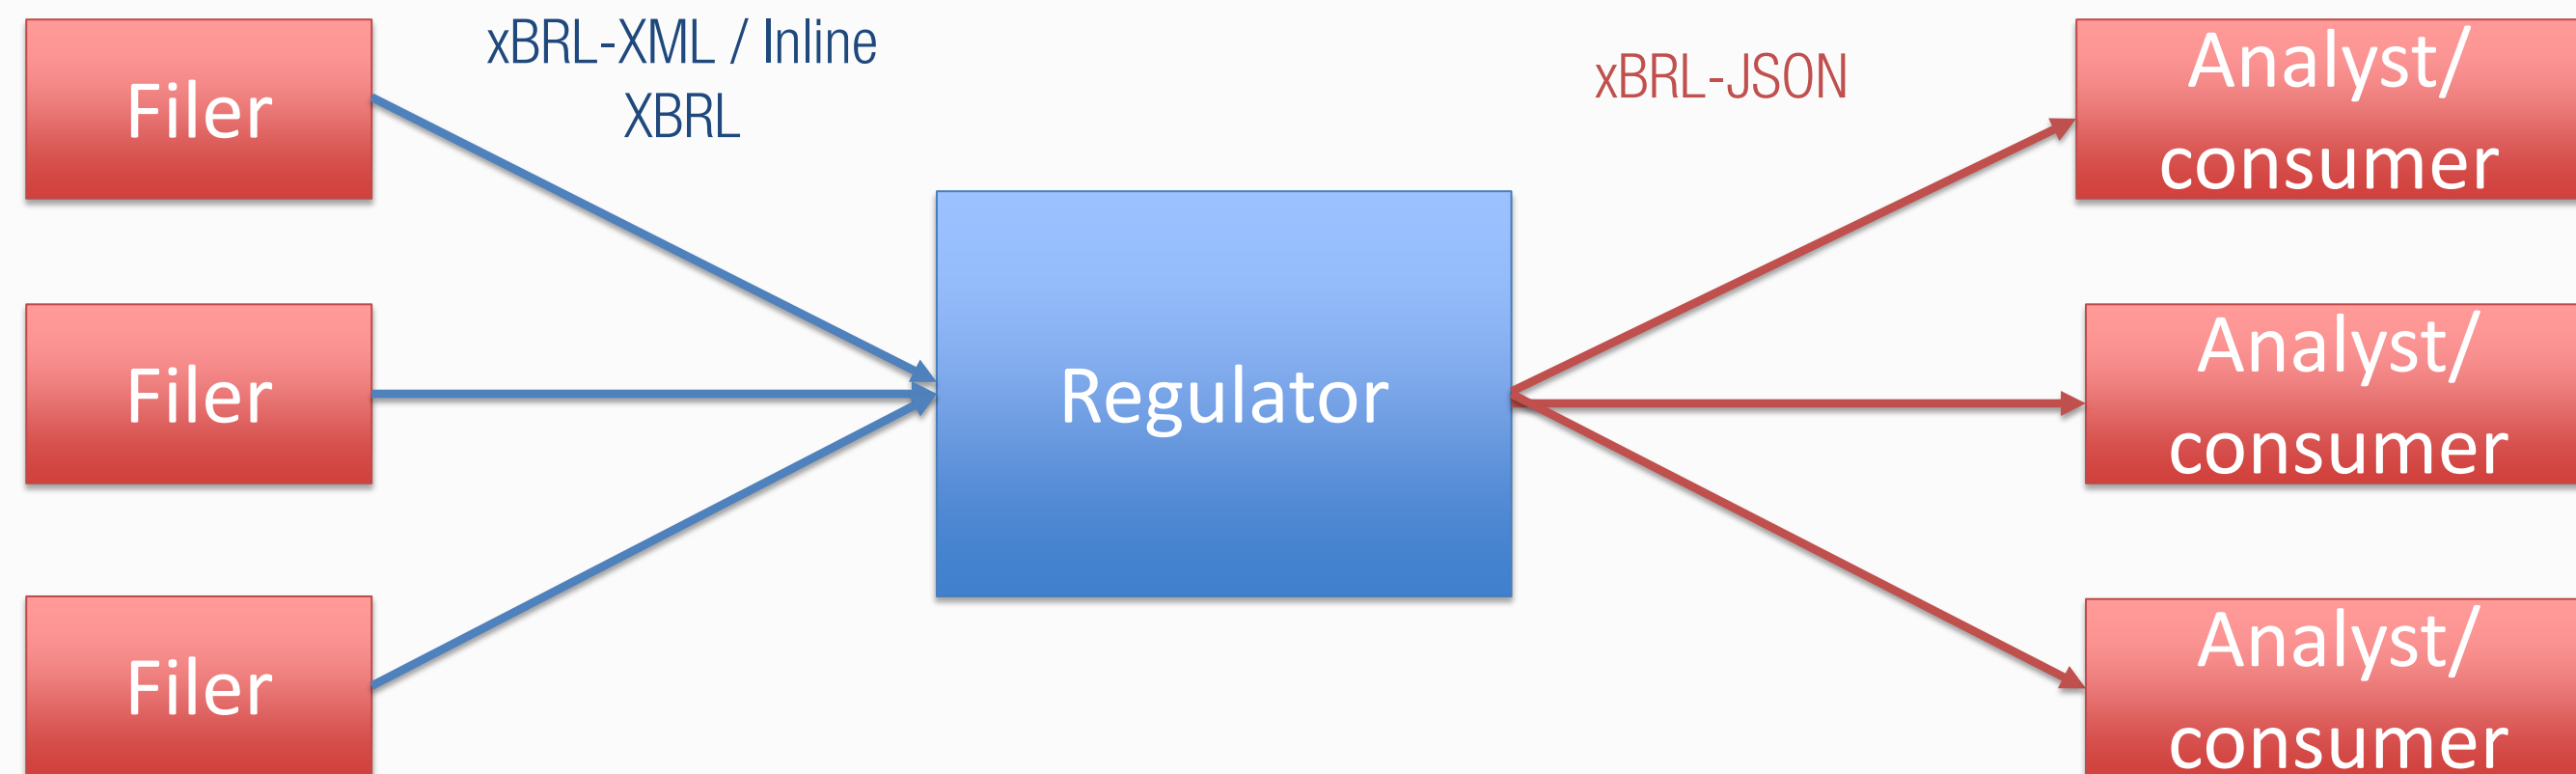 Filer
xBRL-XML / Inline
XBRL
xBRL-JSON
Analyst/
consumer
Filer
Regulator
Analyst/
consumer
Filer
Analyst/
consumer